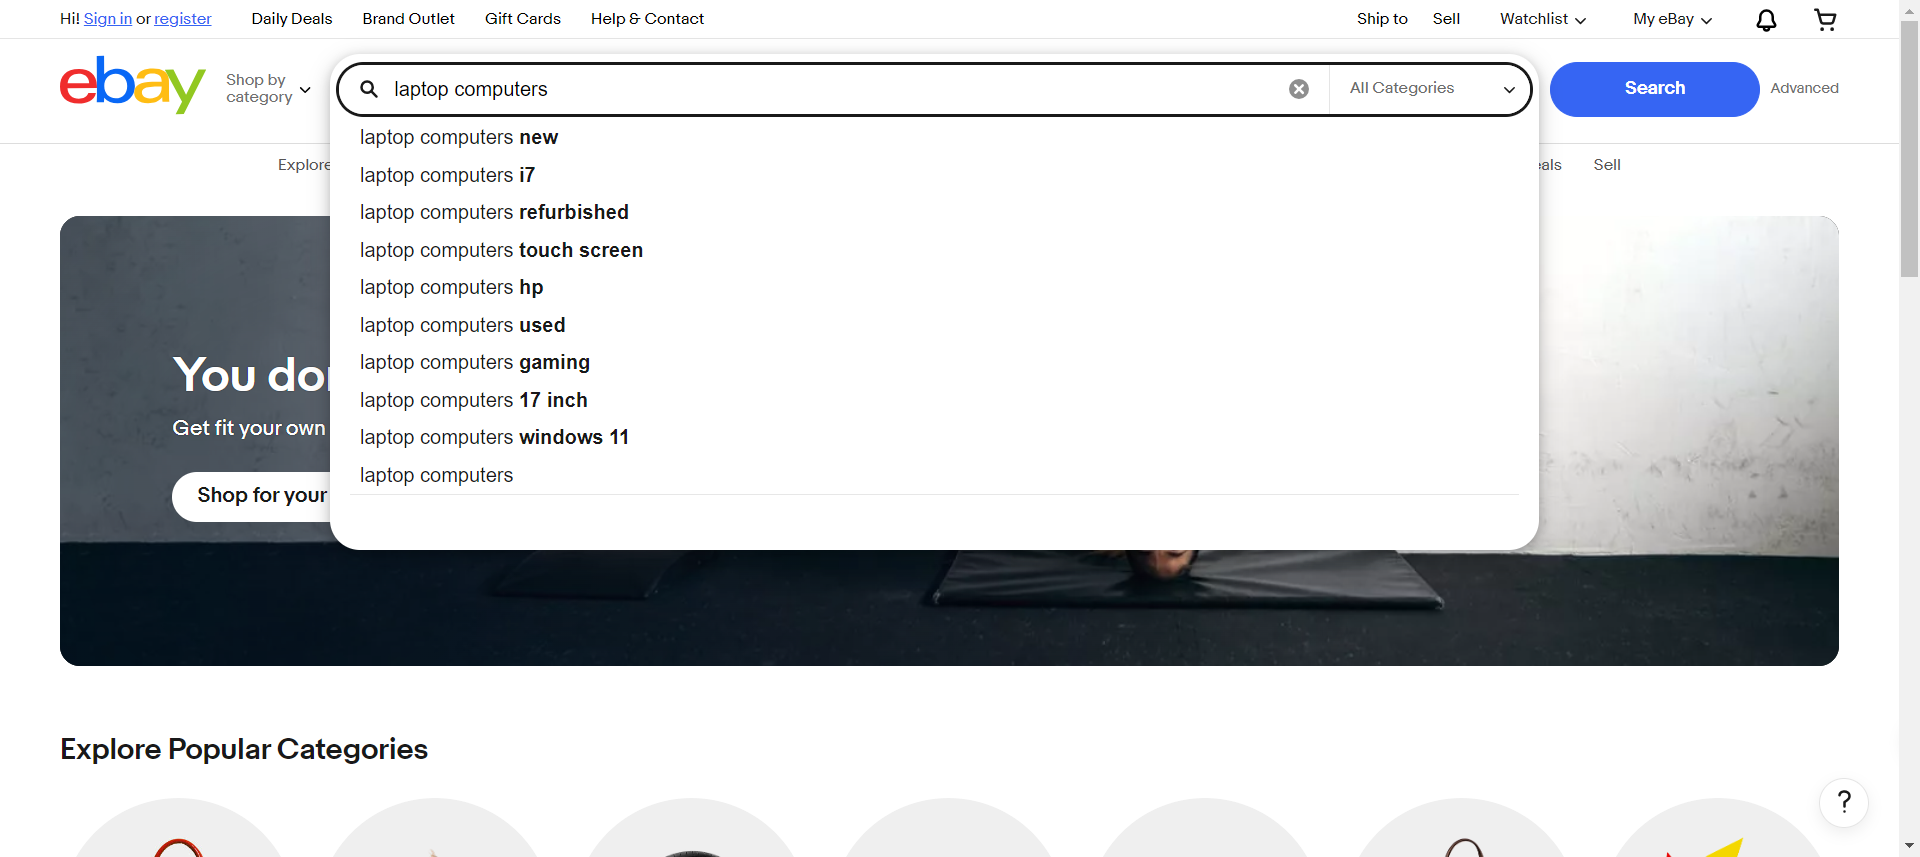 Hi! Sign in or register Daily Deals Brand Outlet Gift Cards Help & Contact Ship to Sell Watchlist My eBay
ebay
Shop by
category
laptop computers
All Categories
Search
Advanced
laptop computers new
laptop computers i7
laptop computers refurbished
laptop computers touch screen
laptop computers hp
laptop computers used
laptop computers gaming
laptop computers 17 inch
laptop computers windows 11
laptop computers
Explore Sell
You
Get fit your own
Shop for your
Explore Popular Categories
?